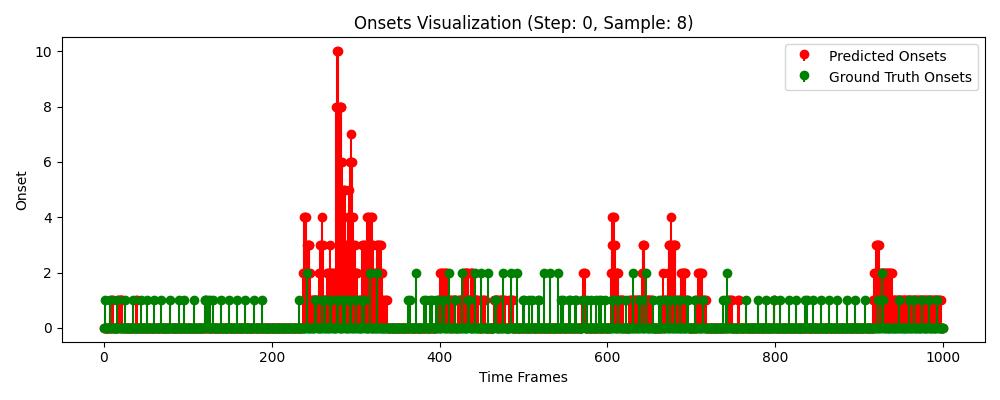 Onsets Visualization (Step: 0, Sample: 8)
Predicted Onsets
Ground Truth Onsets
Onset
10
8
6
4
2
0
0 200 400 600 800 1000
Time Frames